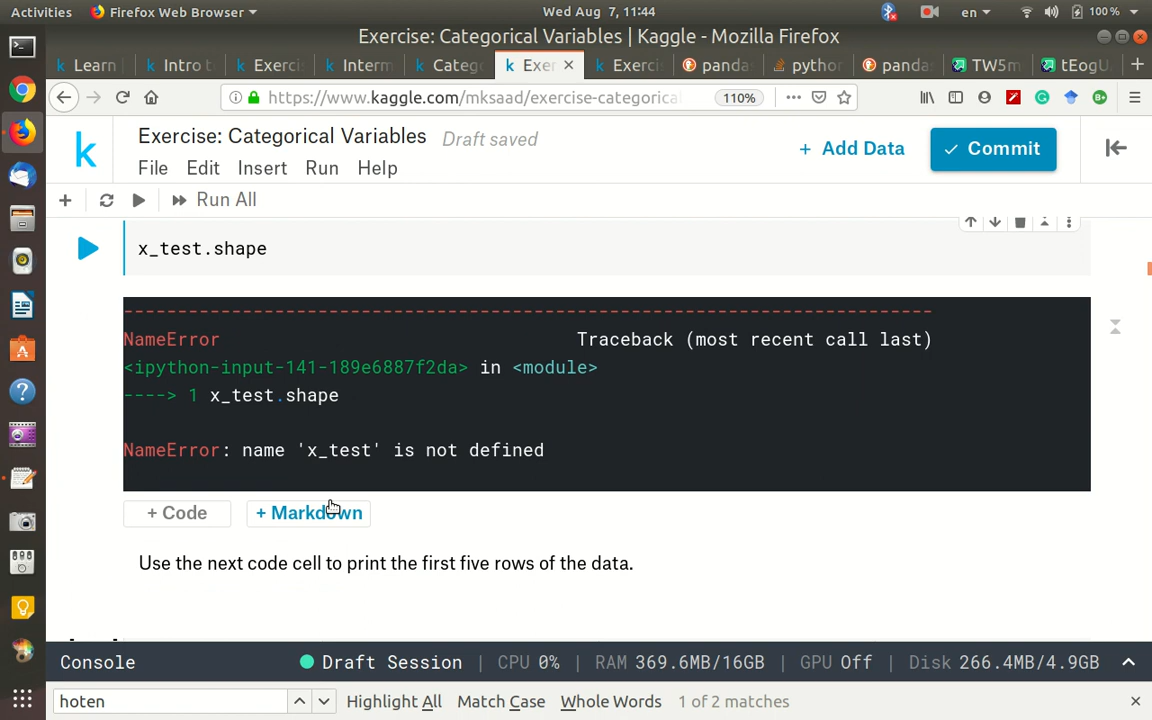 Activities Firefox Web Browser Wed Aug 7, 11:44 en 100%
Exercise: Categorical Variables | Kaggle - Mozilla Firefox
Learn Intro t Exerci Interm Catego Exer Exerci panda python panda TW5m tEogU
https://www.kaggle.com/mksaad/exercise-categorica 110%
Exercise: Categorical Variables Draft saved
+ Add Data Commit
File Edit Insert Run Help
Run All
x_test.shape
NameError Traceback (most recent call last)
<ipython-input-141-189e6887f2da> in <module>
----> 1 x_test.shape
NameError: name 'x_test' is not defined
+ Code + Markdown
Use the next code cell to print the first five rows of the data.
Console Draft Session | CPU 0% | RAM 369.6MB/16GB | GPU Off | Disk 266.4MB/4.9GB
hoten Highlight All Match Case Whole Words 1 of 2 matches